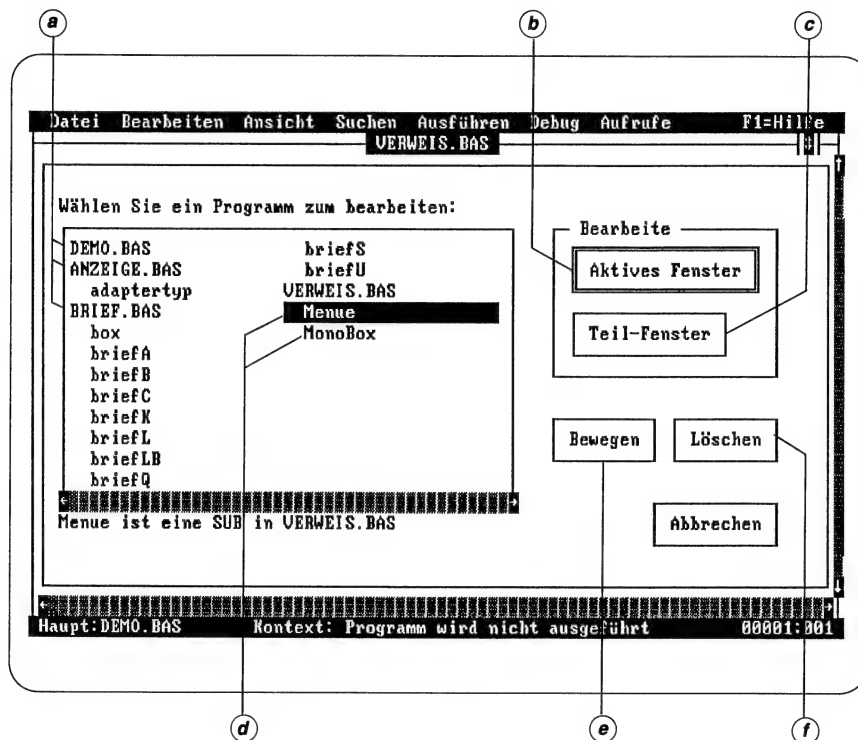 a b c
Datei Bearbeiten Ansicht Suchen Ausführen Debug Aufrufe F1=Hilfe
VERWEIS.BAS
Wählen Sie ein Programm zum bearbeiten:
DEMO.BAS
ANZEIGE.BAS
adaptertyp
BRIEF.BAS
box
briefA
briefB
briefC
briefK
briefL
briefLB
briefQ
briefS
briefU
VERWEIS.BAS
Menue
MonoBox
Menue ist eine SUB in VERWEIS.BAS
Bearbeite
Aktives Fenster
Teil-Fenster
Bewegen Löschen
Abbrechen
Haupt:DEMO.BAS Kontext: Programm wird nicht ausgeführt 00001:001
d e f